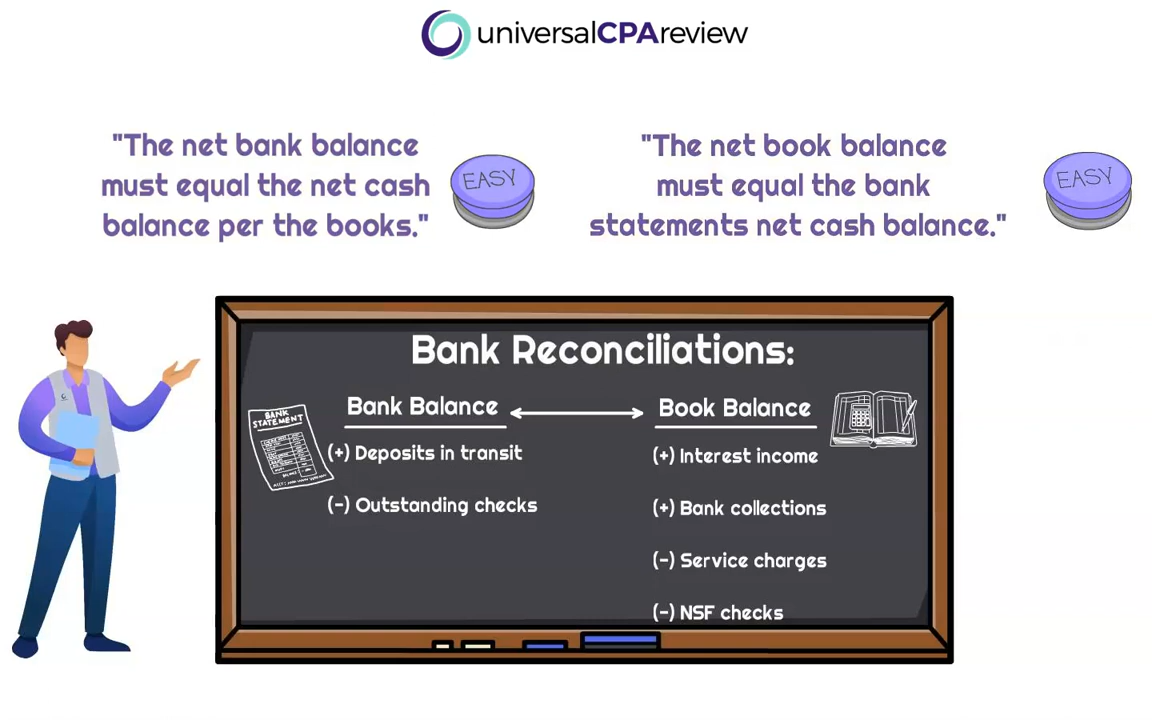 universalCPAreview
"The net bank balance
must equal the net cash
balance per the books."
EASY
"The net book balance
must equal the bank
statements net cash balance."
EASY
Bank Reconciliations:
BANK
STATEMENT
Bank Balance
(+) Deposits in transit
(-) Outstanding checks
Book Balance
(+) Interest income
(+) Bank collections
(-) Service charges
(-) NSF checks